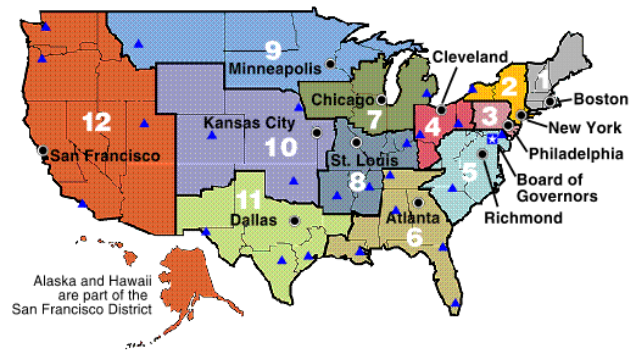 9
Minneapolis
Cleveland
1
2
Boston
Chicago
3
12
7
4
New York
Kansas City
San Francisco
10
St. Louis
Philadelphia
5
Board of
Governors
8
11
Dallas
Atlanta
Richmond
6
Alaska and Hawaii
are part of the
San Francisco District